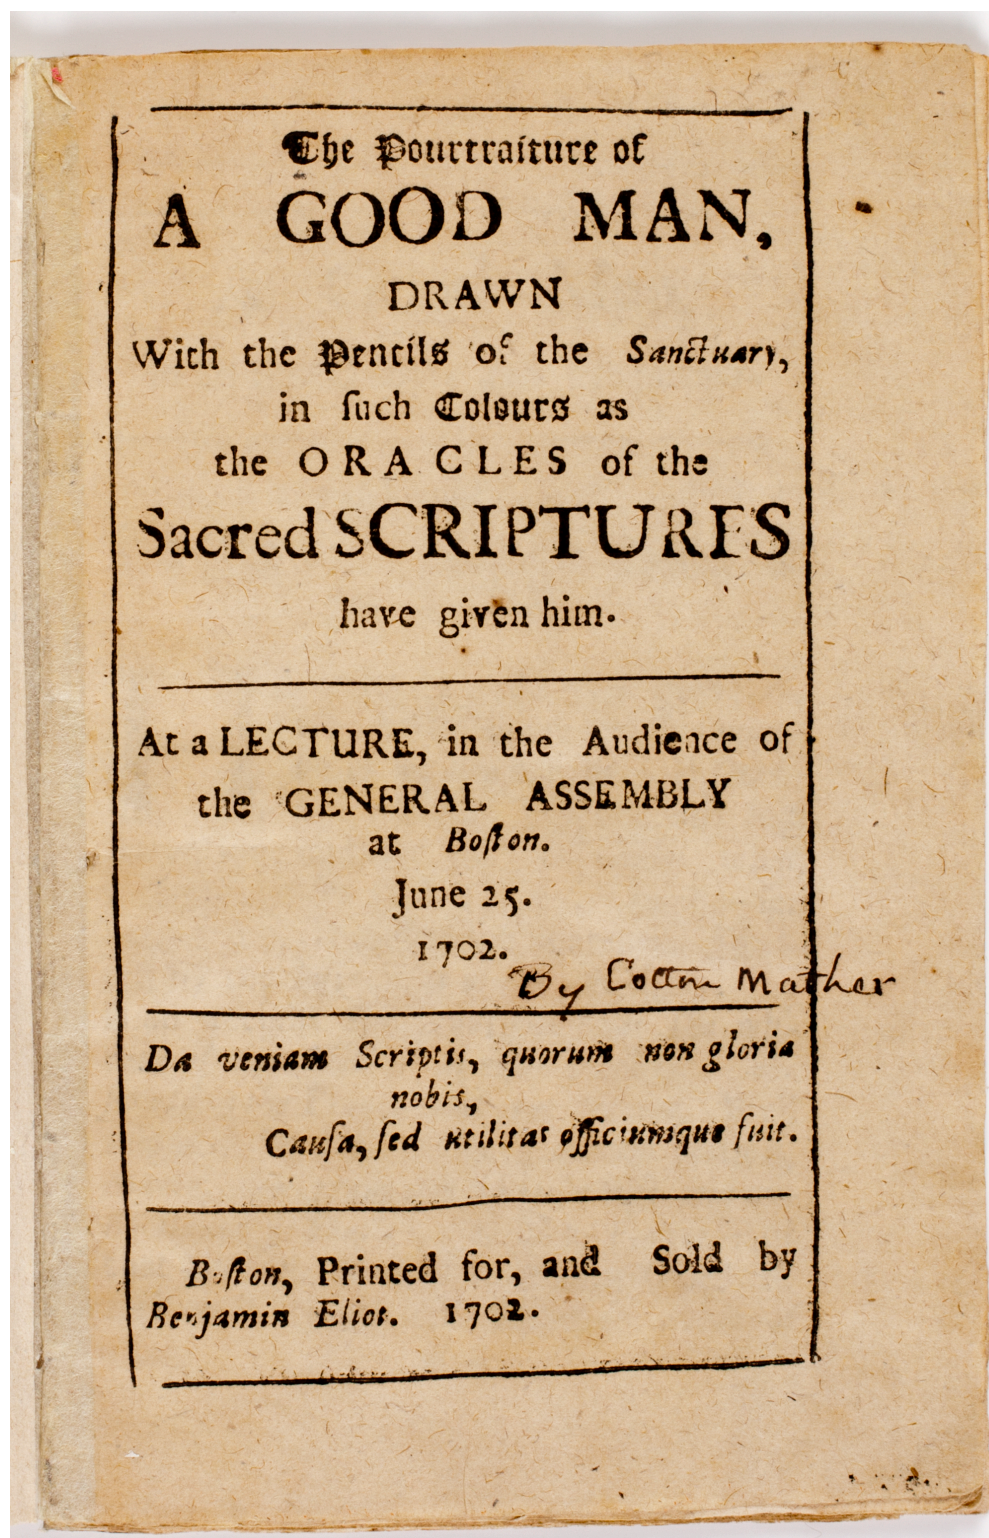 The Pourtraiture of
A GOOD MAN,
DRAWN
With the Pencils of the Sanctuary,
in ſuch Colours as
the ORACLES of the
Sacred SCRIPTURES
have given him.
At a LECTURE, in the Audience of
the GENERAL ASSEMBLY
at Boſton.
June 25.
1702.
By Cotton Mather
Da veniam Scriptis, quorum non gloria
nobis,
Cauſa, ſed utilitas officiumque fuit.
Boſton, Printed for, and Sold by
Benjamin Eliot. 1702.